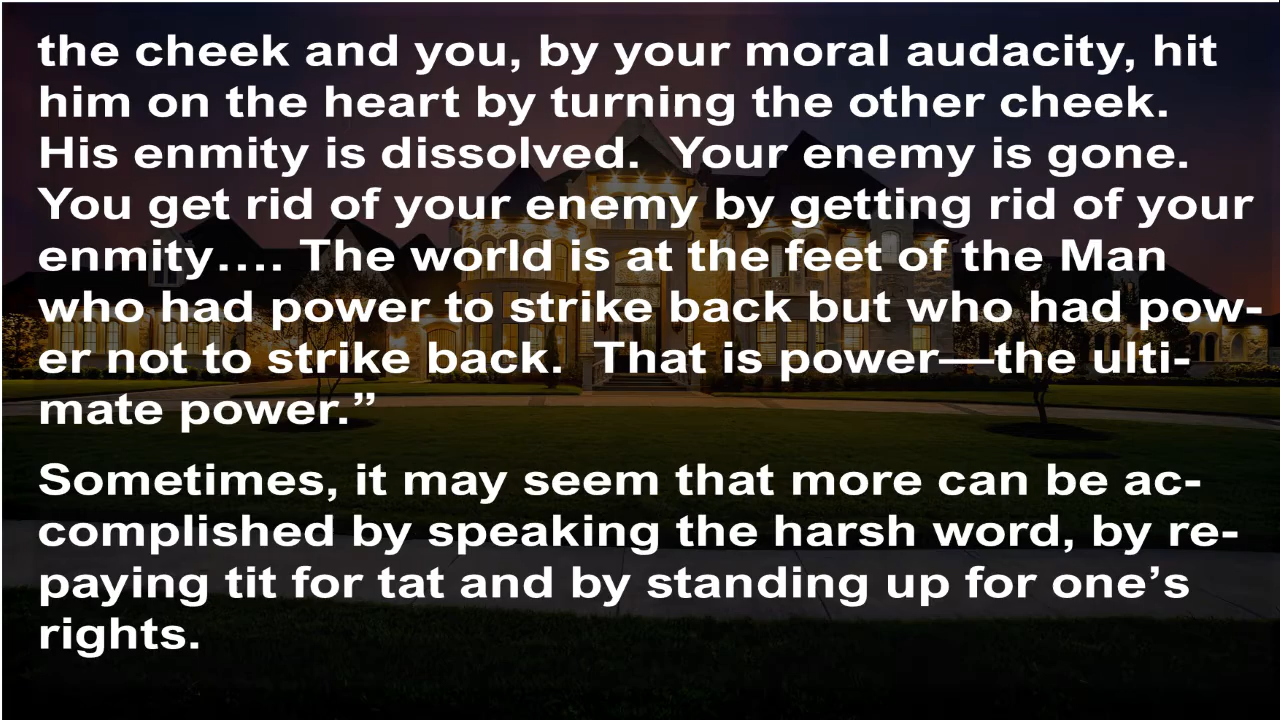 the cheek and you, by your moral audacity, hit
him on the heart by turning the other cheek.
His enmity is dissolved.  Your enemy is gone.
You get rid of your enemy by getting rid of your
enmity…. The world is at the feet of the Man
who had power to strike back but who had pow-
er not to strike back.  That is power—the ulti-
mate power.”
Sometimes, it may seem that more can be ac-
complished by speaking the harsh word, by re-
paying tit for tat and by standing up for one’s
rights.